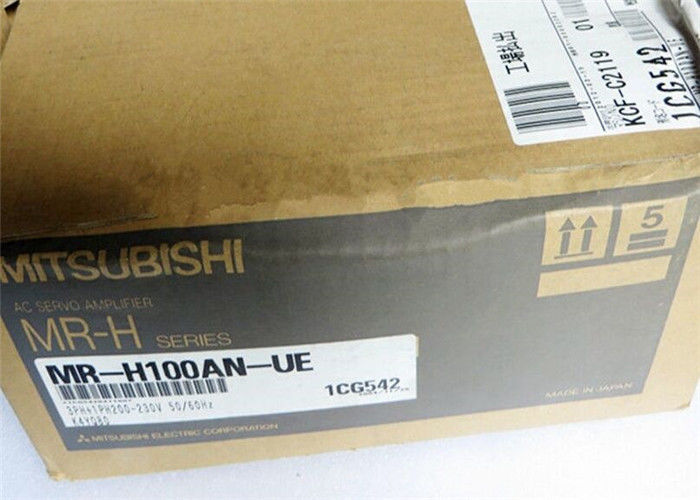 工場払出
KCF-C2119 01
1CG542
5
MITSUBISHI
AC SERVO AMPLIFIER
MR-H SERIES
MR-H100AN-UE
1CG542
3PH+1PH200-230V 50/60Hz
MADE IN JAPAN
MITSUBISHI ELECTRIC CORPORATION